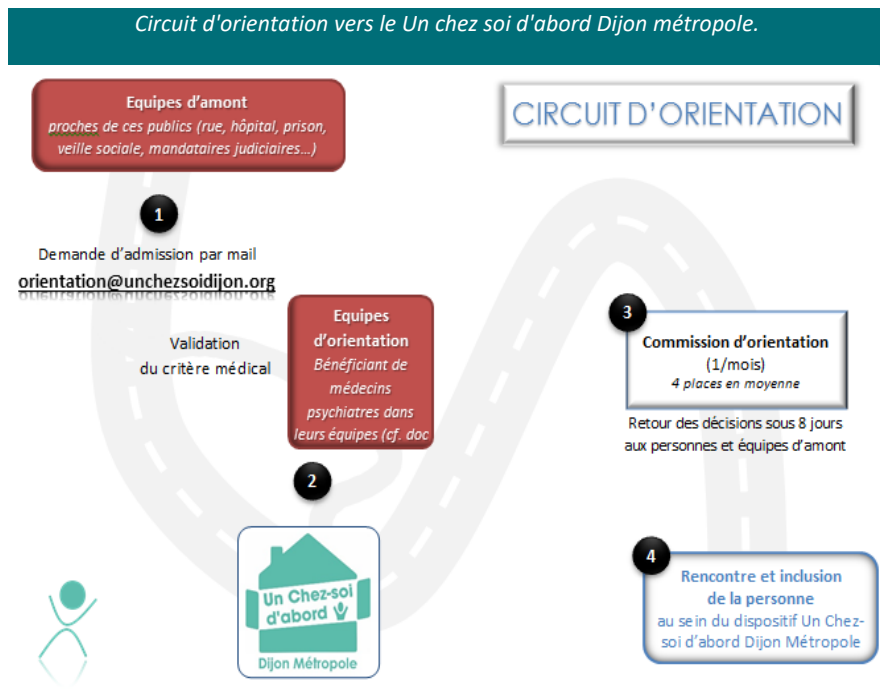 Circuit d'orientation vers le Un chez soi d'abord Dijon métropole.
Equipes d'amont
proches de ces publics (rue, hôpital, prison,
veille sociale, mandataires judiciaires...)
CIRCUIT D'ORIENTATION
1
Demande d'admission par mail
orientation@unchezsoidijon.org
Validation
du critère médical
Equipes
d'orientation
Bénéficiant de
médecins
psychiatres dans
leurs équipes (cf. doc
2
Un Chez-soi
d'abord
Dijon Métropole
3
Commission d'orientation
(1/mois)
4 places en moyenne
Retour des décisions sous 8 jours
aux personnes et équipes d'amont
4
Rencontre et inclusion
de la personne
au sein du dispositif Un Chez-
soi d'abord Dijon Métropole